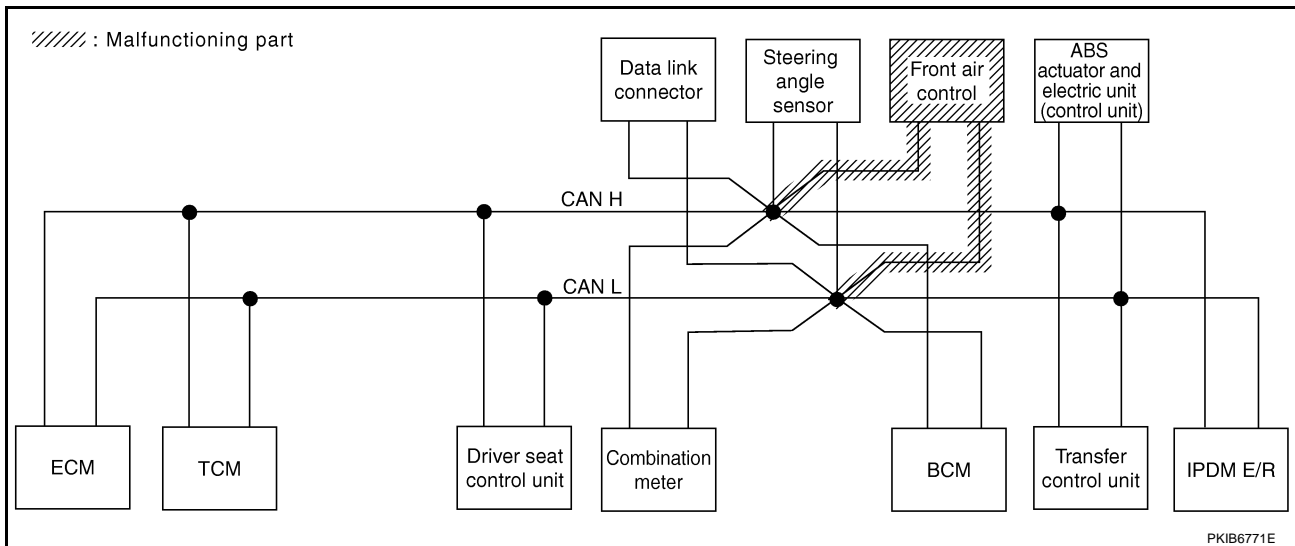 : Malfunctioning part
Data link
connector
Steering
angle
sensor
Front air
control
ABS
actuator and
electric unit
(control unit)
CAN H
CAN L
ECM
TCM
Driver seat
control unit
Combination
meter
BCM
Transfer
control unit
IPDM E/R
PKIB6771E